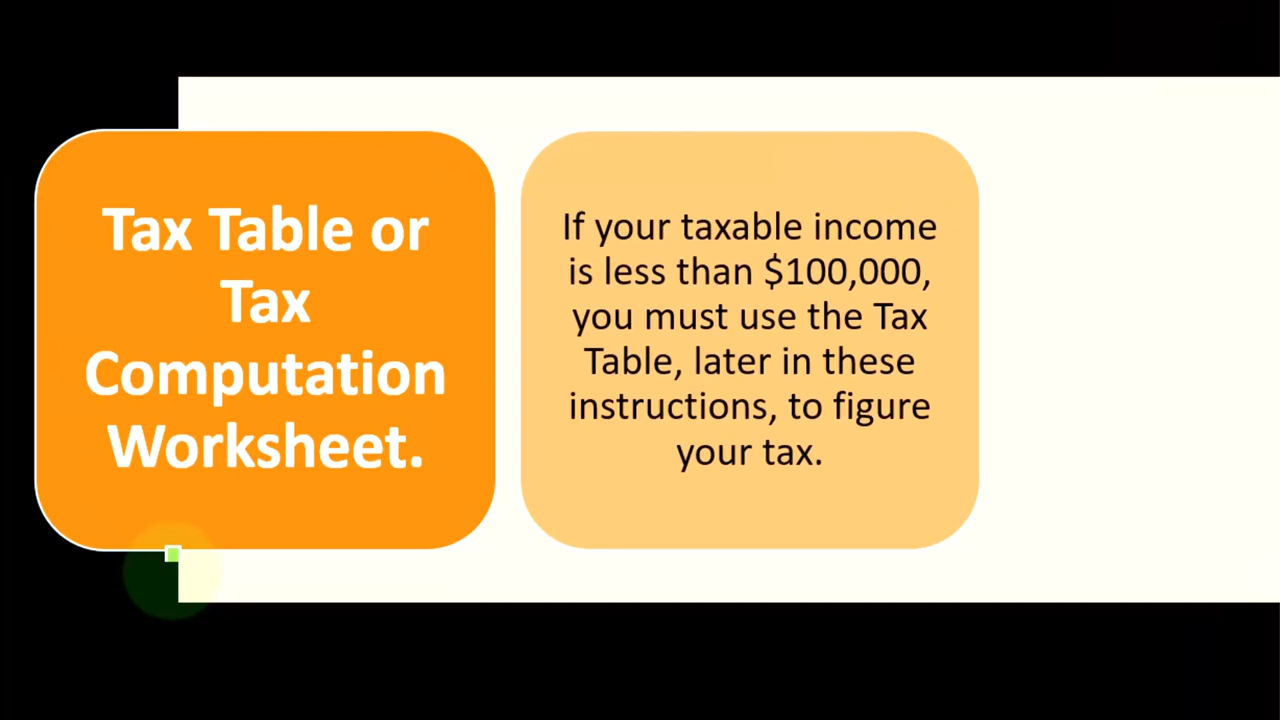 Tax Table or
Tax
Computation
Worksheet.
If your taxable income
is less than $100,000,
you must use the Tax
Table, later in these
instructions, to figure
your tax.